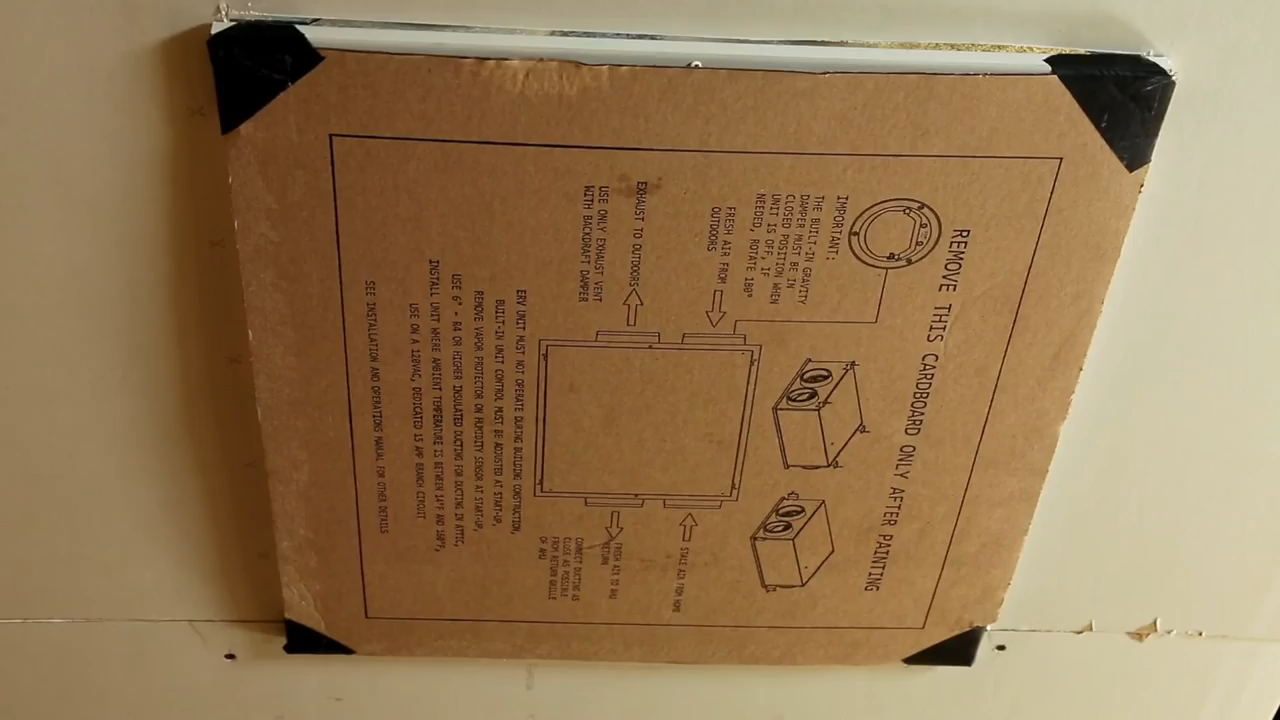 REMOVE THIS CARDBOARD ONLY AFTER PAINTING
IMPORTANT:
THE BUILT-IN GRAVITY
DAMPER MUST BE IN
CLOSED POSITION WHEN
UNIT IS OFF, IF
NEEDED, ROTATE 180°
FRESH AIR FROM
OUTDOORS
EXHAUST TO OUTDOORS
USE ONLY EXHAUST VENT
WITH BACKDRAFT DAMPER
STALE AIR FROM HOME
FRESH AIR TO AHU
RETURN
CONNECT DUCTING AS
CLOSE AS POSSIBLE
FROM RETURN GRILLE
OF AHU
ERV UNIT MUST NOT OPERATE DURING BUILDING CONSTRUCTION,
BUILT-IN UNIT CONTROL MUST BE ADJUSTED AT START-UP,
REMOVE VAPOR PROTECTOR ON HUMIDITY SENSOR AT START-UP,
USE 6" - R4 OR HIGHER INSULATED DUCTING FOR DUCTING IN ATTIC,
INSTALL UNIT WHERE AMBIENT TEMPERATURE IS BETWEEN 14°F AND 158°F,
USE ON A 120VAC, DEDICATED 15 AMP BRANCH CIRCUIT
SEE INSTALLATION AND OPERATIONS MANUAL FOR OTHER DETAILS